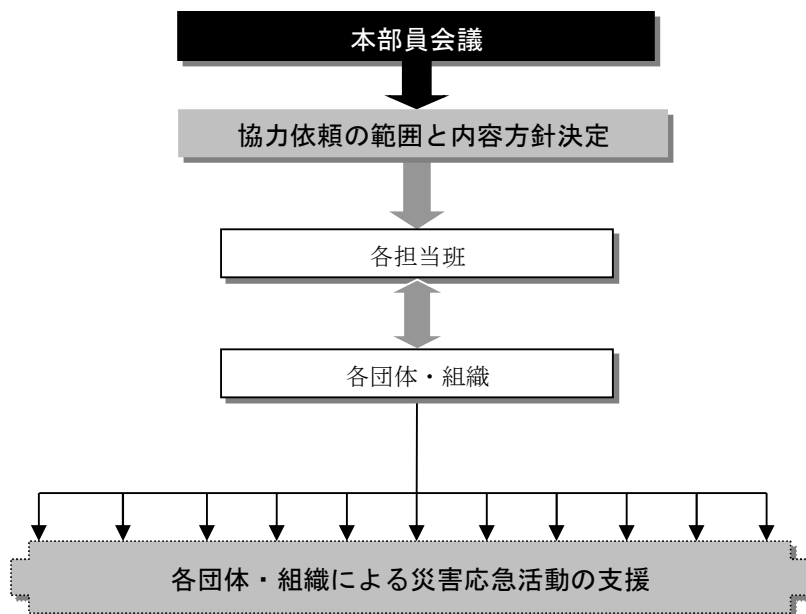 本部員会議
協力依頼の範囲と内容方針決定
各担当班
各団体・組織
各団体・組織による災害応急活動の支援